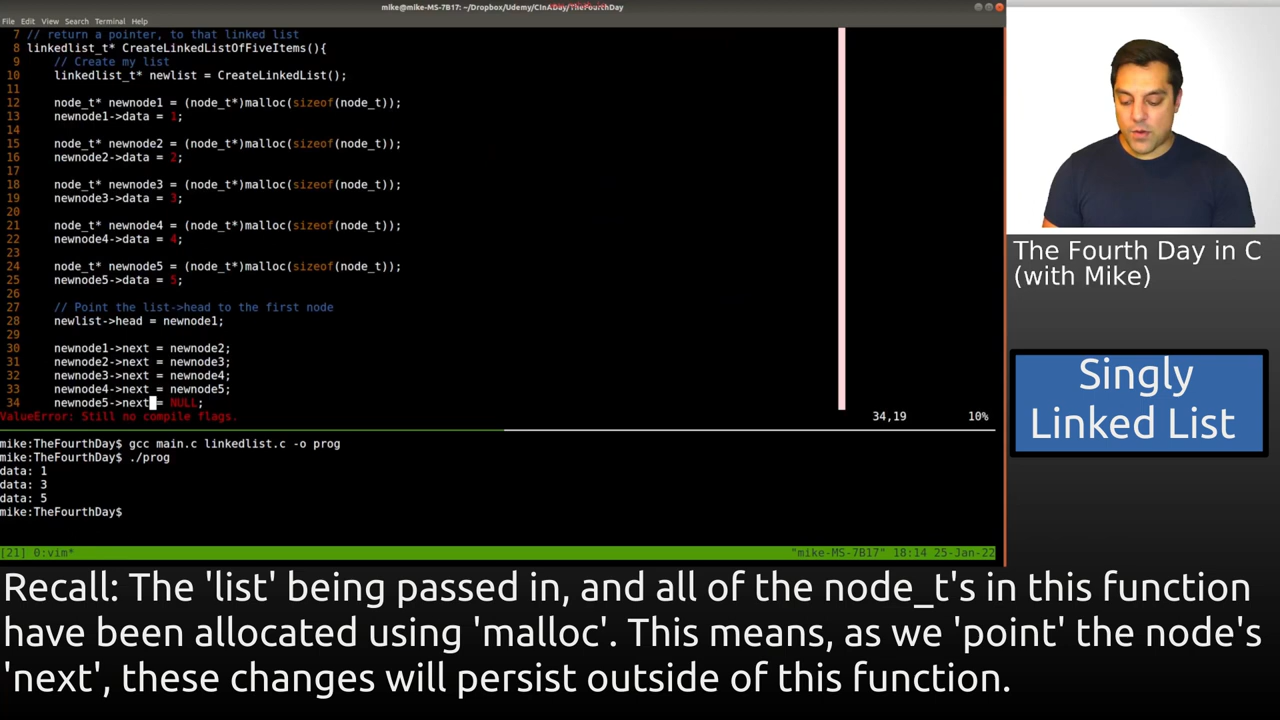 mike@mike-MS-7B17: ~/Dropbox/Udemy/CInADay/TheFourthDay
File Edit View Search Terminal Help
7 // return a pointer, to that linked list
8 linkedlist_t* CreateLinkedListOfFiveItems(){
9 // Create my list
10 linkedlist_t* newlist = CreateLinkedList();
11
12 node_t* newnode1 = (node_t*)malloc(sizeof(node_t));
13 newnode1->data = 1;
14
15 node_t* newnode2 = (node_t*)malloc(sizeof(node_t));
16 newnode2->data = 2;
17
18 node_t* newnode3 = (node_t*)malloc(sizeof(node_t));
19 newnode3->data = 3;
20
21 node_t* newnode4 = (node_t*)malloc(sizeof(node_t));
22 newnode4->data = 4;
23
24 node_t* newnode5 = (node_t*)malloc(sizeof(node_t));
25 newnode5->data = 5;
26
27 // Point the list->head to the first node
28 newlist->head = newnode1;
29
30 newnode1->next = newnode2;
31 newnode2->next = newnode3;
32 newnode3->next = newnode4;
33 newnode4->next = newnode5;
34 newnode5->next = NULL;
ValueError: Still no compile flags. 34,19 10%
mike:TheFourthDay$ gcc main.c linkedlist.c -o prog
mike:TheFourthDay$ ./prog
data: 1
data: 3
data: 5
mike:TheFourthDay$
[21] 0:vim* "mike-MS-7B17" 18:14 25-Jan-22
The Fourth Day in C
(with Mike)
Singly
Linked List
Recall: The 'list' being passed in, and all of the node_t's in this function
have been allocated using 'malloc'. This means, as we 'point' the node's
'next', these changes will persist outside of this function.